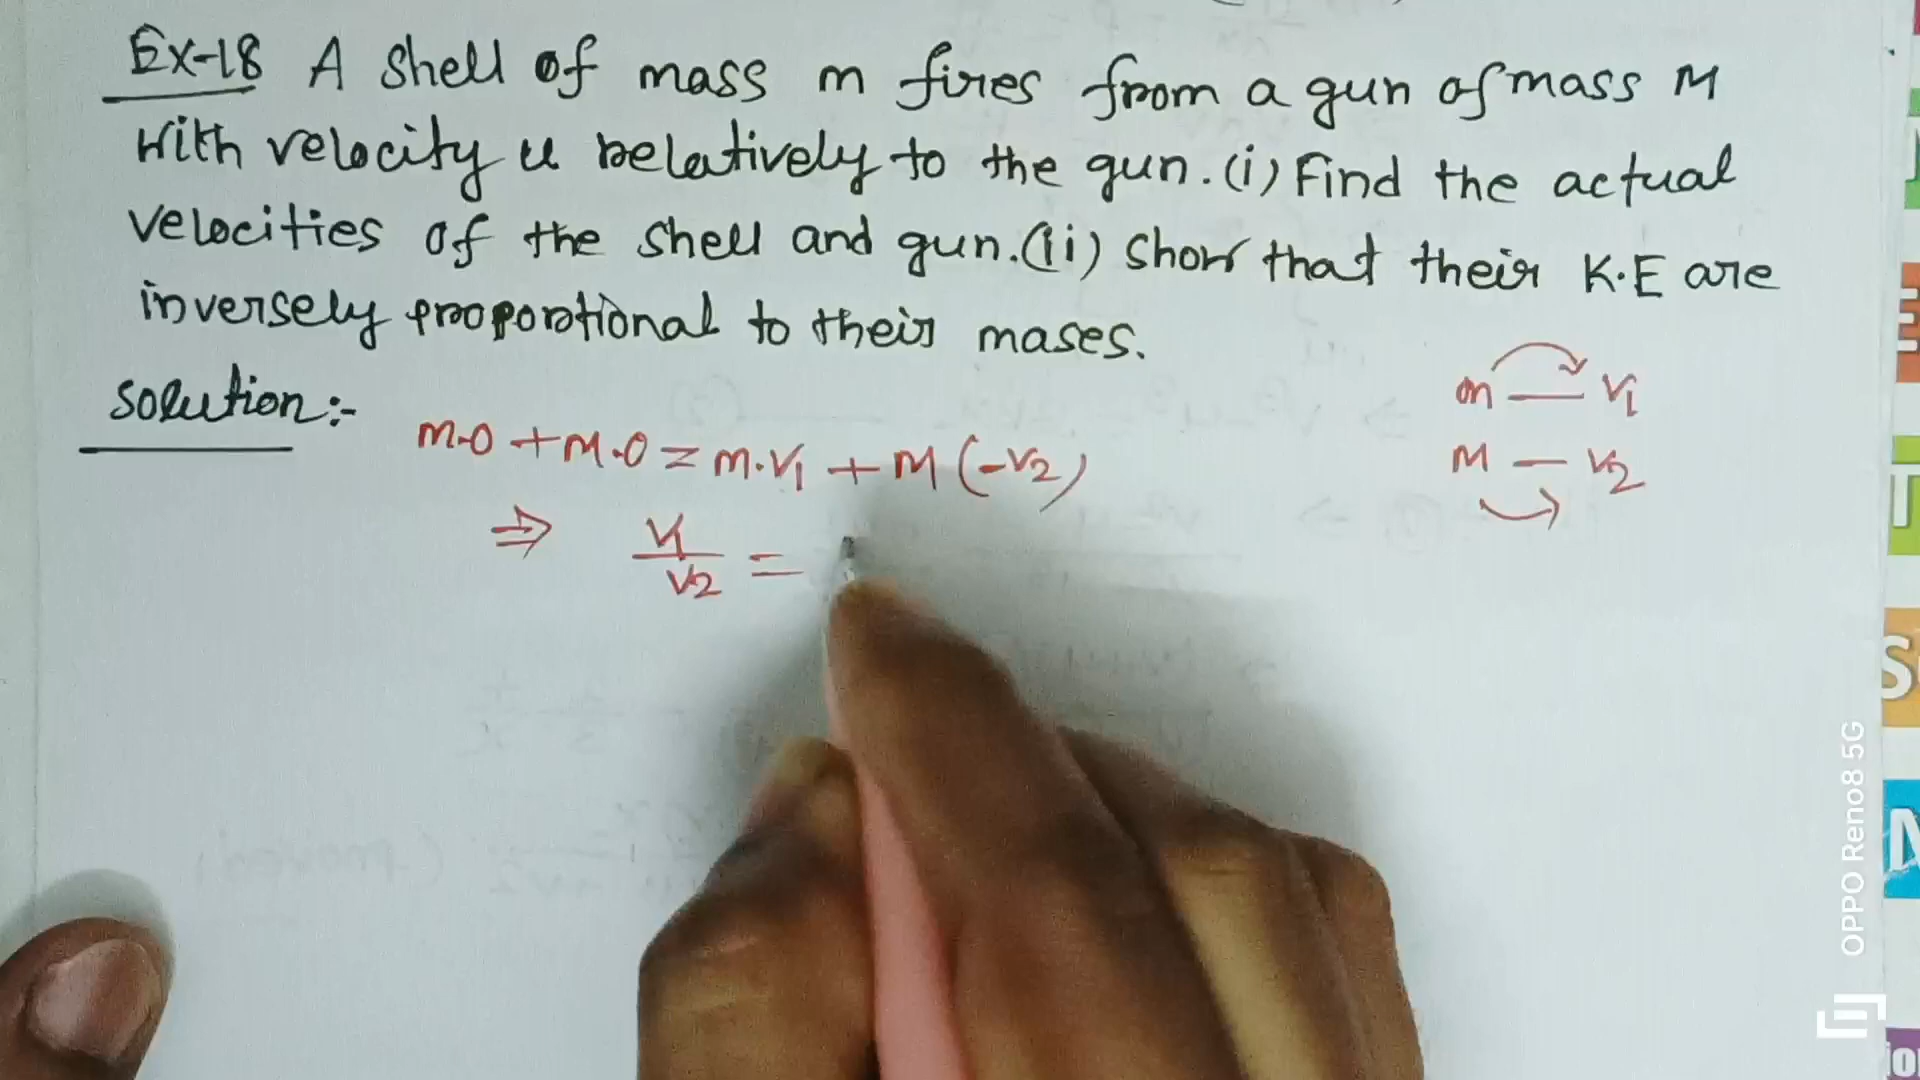 Ex-18 A shell of mass m fires from a gun of mass M
with velocity u relatively to the gun. (i) Find the actual
velocities of the shell and gun. (ii) Show that their K.E are
inversely proportional to their mases.
Solution:-
m.0 + M.0 = m.v1 + M (-v2)
⇒ v1/v2 =
m — v1
M — v2
OPPO Reno8 5G